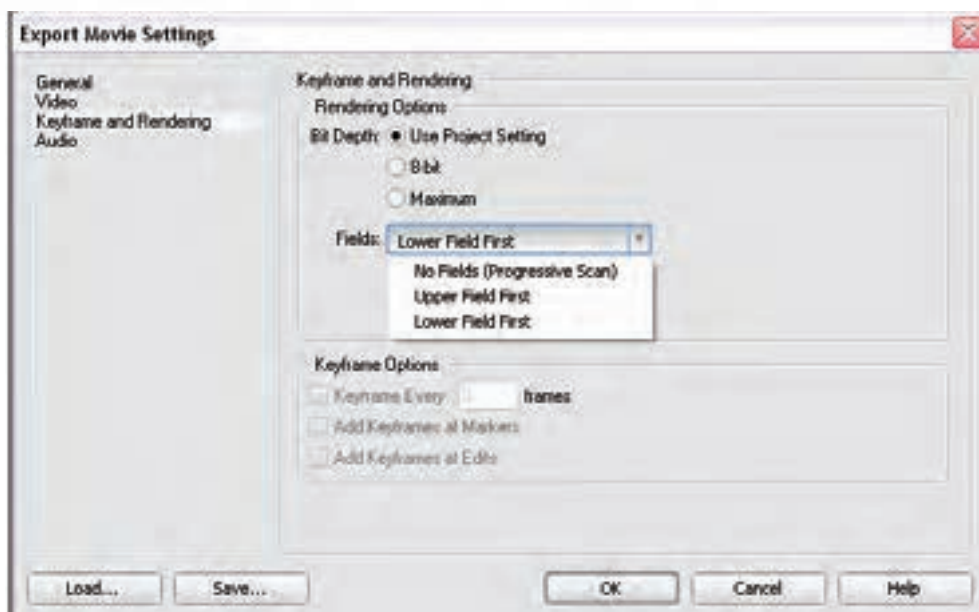 Export Movie Settings
General
Video
Keyframe and Rendering
Audio
Keyframe and Rendering
Rendering Options
Bit Depth: Use Project Setting
8-bit
Maximum
Fields: Lower Field First
No Fields (Progressive Scan)
Upper Field First
Lower Field First
Keyframe Options
Keyframe Every frames
Add Keyframes at Markers
Add Keyframes at Edits
Load... Save... OK Cancel Help